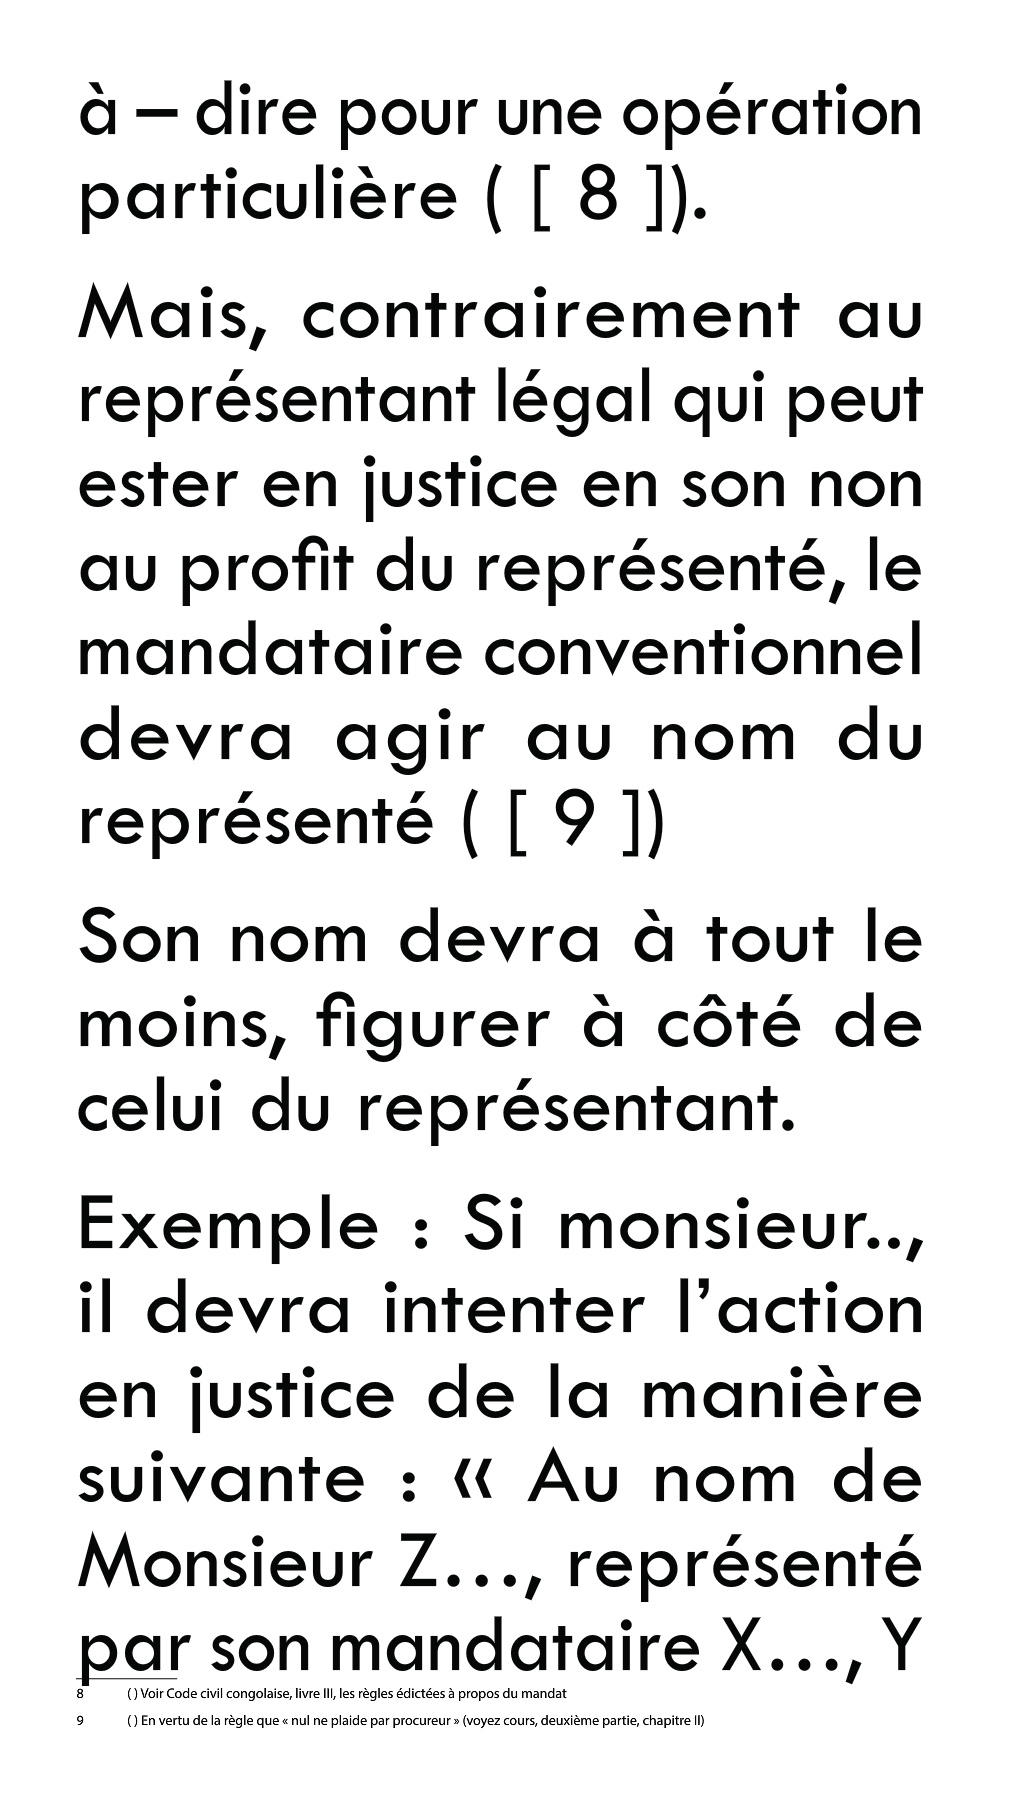 à – dire pour une opération
particulière ( [ 8 ]).
Mais, contrairement au
représentant légal qui peut
ester en justice en son non
au profit du représenté, le
mandataire conventionnel
devra agir au nom du
représenté ( [ 9 ])
Son nom devra à tout le
moins, figurer à côté de
celui du représentant.
Exemple : Si monsieur..,
il devra intenter l’action
en justice de la manière
suivante : « Au nom de
Monsieur Z…, représenté
par son mandataire X…, Y
8 ( ) Voir Code civil congolaise, livre III, les règles édictées à propos du mandat
9 ( ) En vertu de la règle que « nul ne plaide par procureur » (voyez cours, deuxième partie, chapitre II)